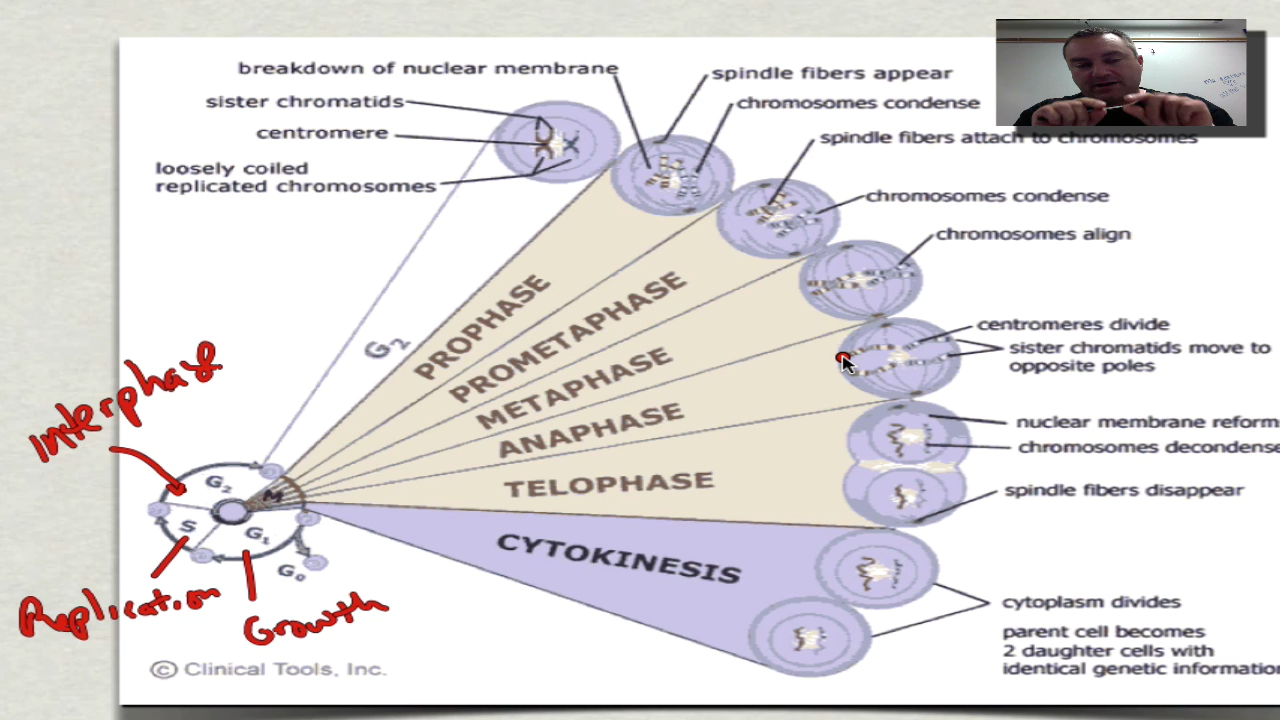 breakdown of nuclear membrane
spindle fibers appear
sister chromatids
chromosomes condense
centromere
spindle fibers attach to chromosomes
loosely coiled
replicated chromosomes
chromosomes condense
chromosomes align
G2
PROPHASE
PROMETAPHASE
METAPHASE
ANAPHASE
TELOPHASE
CYTOKINESIS
centromeres divide
sister chromatids move to
opposite poles
nuclear membrane reform
chromosomes decondense
spindle fibers disappear
Interphase
G2
M
S
G1
G0
Replication
Growth
cytoplasm divides
parent cell becomes
2 daughter cells with
identical genetic information
© Clinical Tools, Inc.